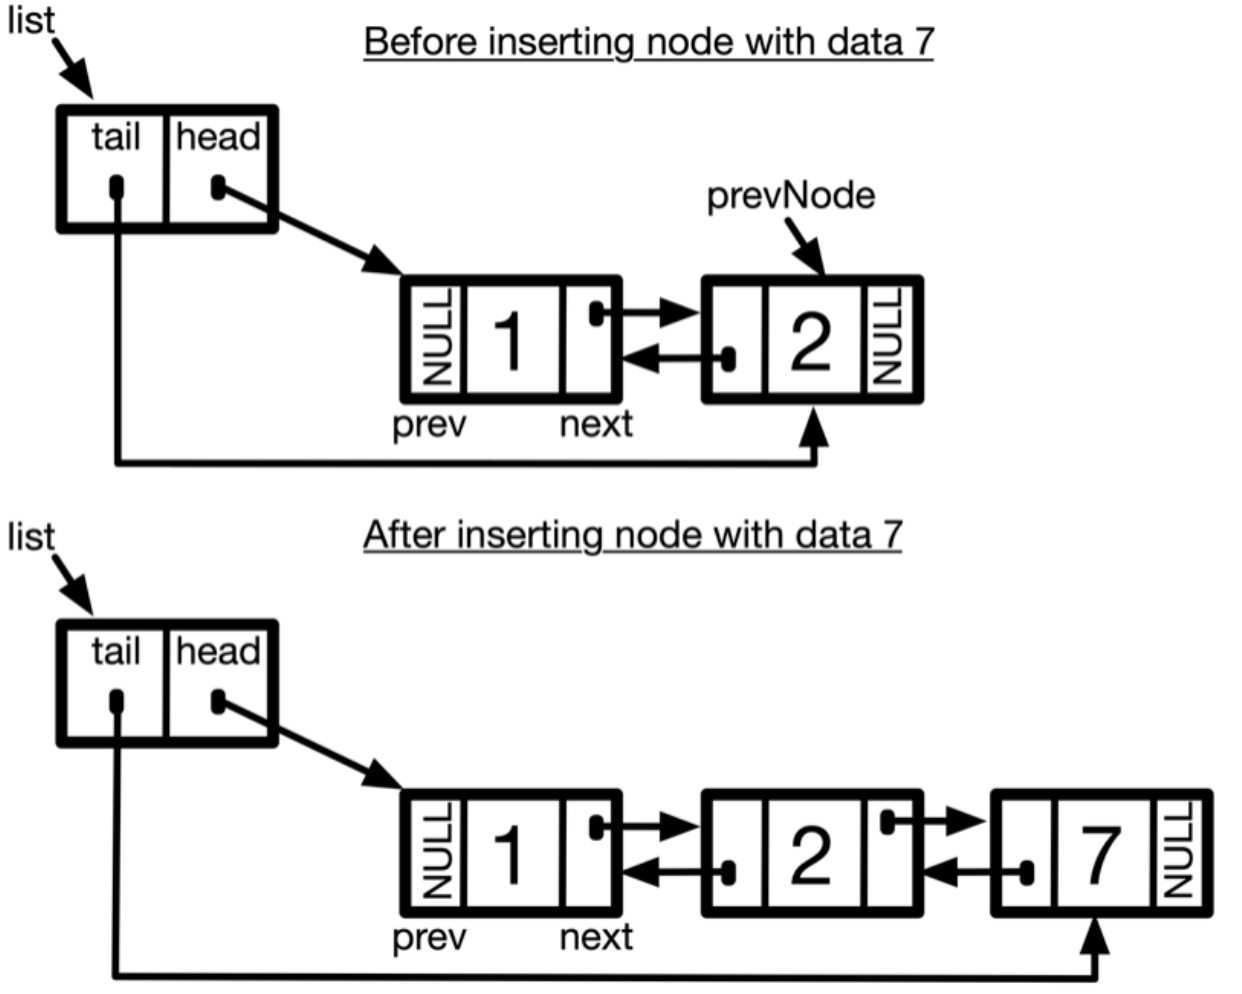 list
Before inserting node with data 7
tail head
prevNode
NULL 1 2 NULL
prev next
list
After inserting node with data 7
tail head
NULL 1 2 7 NULL
prev next